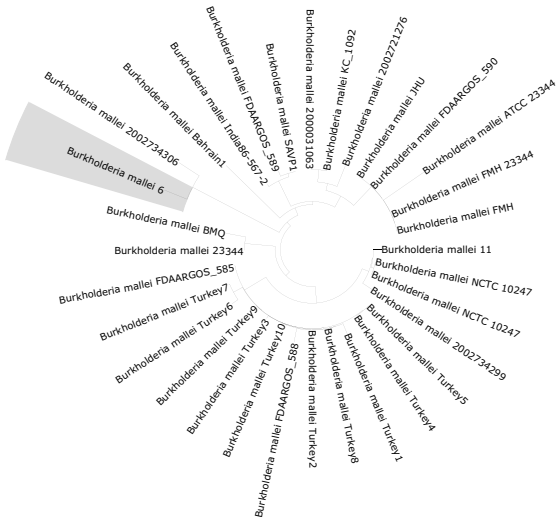 Burkholderia mallei 2002734306
Burkholderia mallei Bahrain1
Burkholderia mallei India86-567-2
Burkholderia mallei FDAARGOS_589
Burkholderia mallei SAVP1
Burkholderia mallei 2000031063
Burkholderia mallei KC_1092
Burkholderia mallei 2002721276
Burkholderia mallei JHU
Burkholderia mallei FDAARGOS_590
Burkholderia mallei ATCC 23344
Burkholderia mallei FMH 23344
Burkholderia mallei FMH
Burkholderia mallei 11
Burkholderia mallei NCTC 10247
Burkholderia mallei NCTC 10247
Burkholderia mallei 2002734299
Burkholderia mallei Turkey5
Burkholderia mallei Turkey4
Burkholderia mallei Turkey1
Burkholderia mallei Turkey8
Burkholderia mallei Turkey2
Burkholderia mallei FDAARGOS_588
Burkholderia mallei Turkey10
Burkholderia mallei Turkey3
Burkholderia mallei Turkey9
Burkholderia mallei Turkey6
Burkholderia mallei Turkey7
Burkholderia mallei FDAARGOS_585
Burkholderia mallei 23344
Burkholderia mallei BMQ
Burkholderia mallei 6